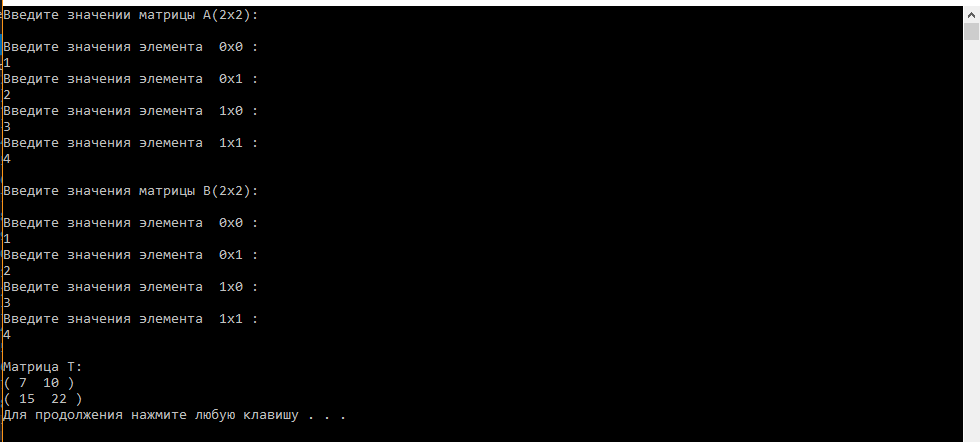 Введите значении матрицы А(2x2):
Введите значения элемента  0x0 :
1
Введите значения элемента  0x1 :
2
Введите значения элемента  1x0 :
3
Введите значения элемента  1x1 :
4
Введите значения матрицы В(2x2):
Введите значения элемента  0x0 :
1
Введите значения элемента  0x1 :
2
Введите значения элемента  1x0 :
3
Введите значения элемента  1x1 :
4
Матрица Т:
( 7  10 )
( 15  22 )
Для продолжения нажмите любую клавишу . . .